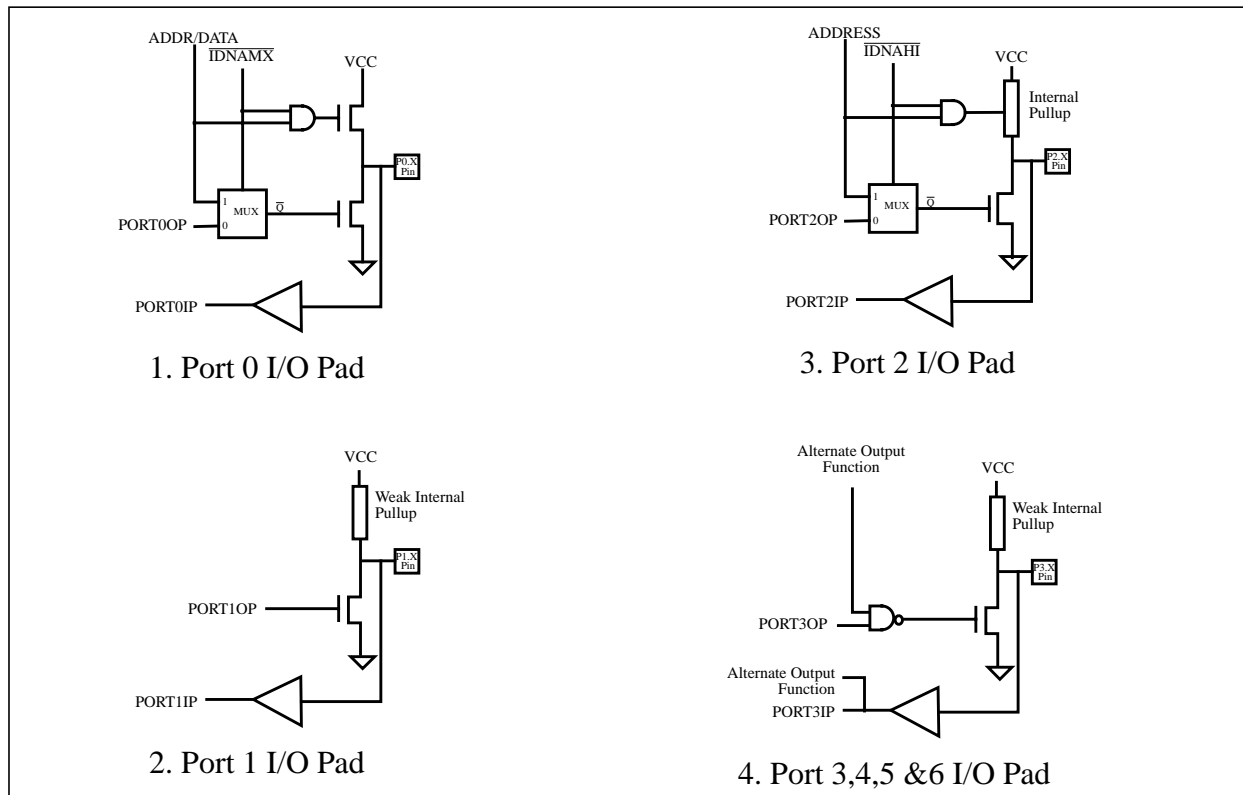 ADDR/DATA
IDNAMX
VCC
P0.X
Pin
1
MUX
Q
PORT0OP
0
PORT0IP
1. Port 0 I/O Pad
ADDRESS
IDNAHI
VCC
Internal
Pullup
P2.X
Pin
1
MUX
Q
PORT2OP
0
PORT2IP
3. Port 2 I/O Pad
VCC
Weak Internal
Pullup
P1.X
Pin
PORT1OP
PORT1IP
2. Port 1 I/O Pad
Alternate Output
Function
VCC
Weak Internal
Pullup
P3.X
Pin
PORT3OP
Alternate Output
Function
PORT3IP
4. Port 3,4,5 &6 I/O Pad